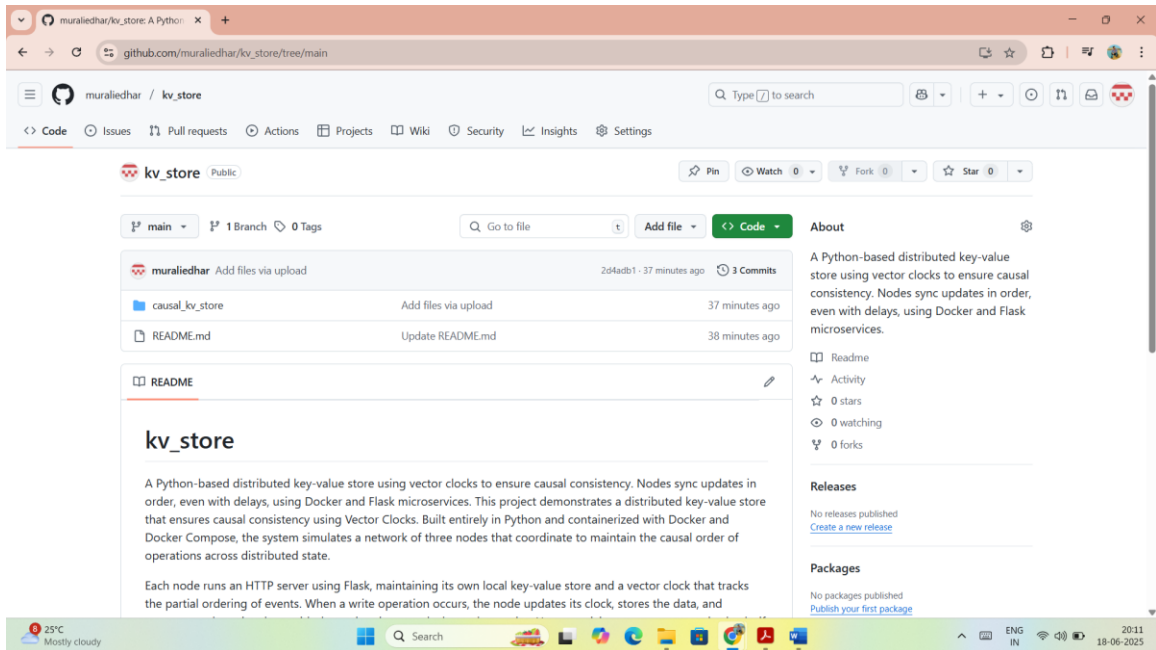 muraliedhar/kv_store: A Python
github.com/muraliedhar/kv_store/tree/main
muraliedhar / kv_store
Type / to search
Code Issues Pull requests Actions Projects Wiki Security Insights Settings
kv_store Public
Pin Watch 0 Fork 0 Star 0
main 1 Branch 0 Tags
Go to file t Add file Code
muraliedhar Add files via upload 2d4adb1 · 37 minutes ago 3 Commits
causal_kv_store Add files via upload 37 minutes ago
README.md Update README.md 38 minutes ago
README
kv_store
A Python-based distributed key-value store using vector clocks to ensure causal consistency. Nodes sync updates in
order, even with delays, using Docker and Flask microservices. This project demonstrates a distributed key-value store
that ensures causal consistency using Vector Clocks. Built entirely in Python and containerized with Docker and
Docker Compose, the system simulates a network of three nodes that coordinate to maintain the causal order of
operations across distributed state.
Each node runs an HTTP server using Flask, maintaining its own local key-value store and a vector clock that tracks
the partial ordering of events. When a write operation occurs, the node updates its clock, stores the data, and
About
A Python-based distributed key-value
store using vector clocks to ensure causal
consistency. Nodes sync updates in order,
even with delays, using Docker and Flask
microservices.
Readme
Activity
0 stars
0 watching
0 forks
Releases
No releases published
Create a new release
Packages
No packages published
Publish your first package
8
25°C
Mostly cloudy
Search
ENG
IN
20:11
18-06-2025